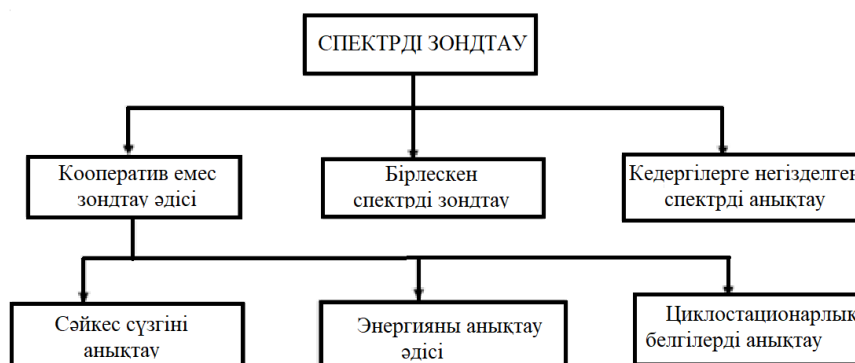 СПЕКТРДІ ЗОНДТАУ
Кооператив емес
зондтау әдісі
Бірлескен
спектрді зондтау
Кедергілерге негізделген
спектрді анықтау
Сәйкес сүзгіні
анықтау
Энергияны анықтау
әдісі
Циклостационарлық
белгілерді анықтау